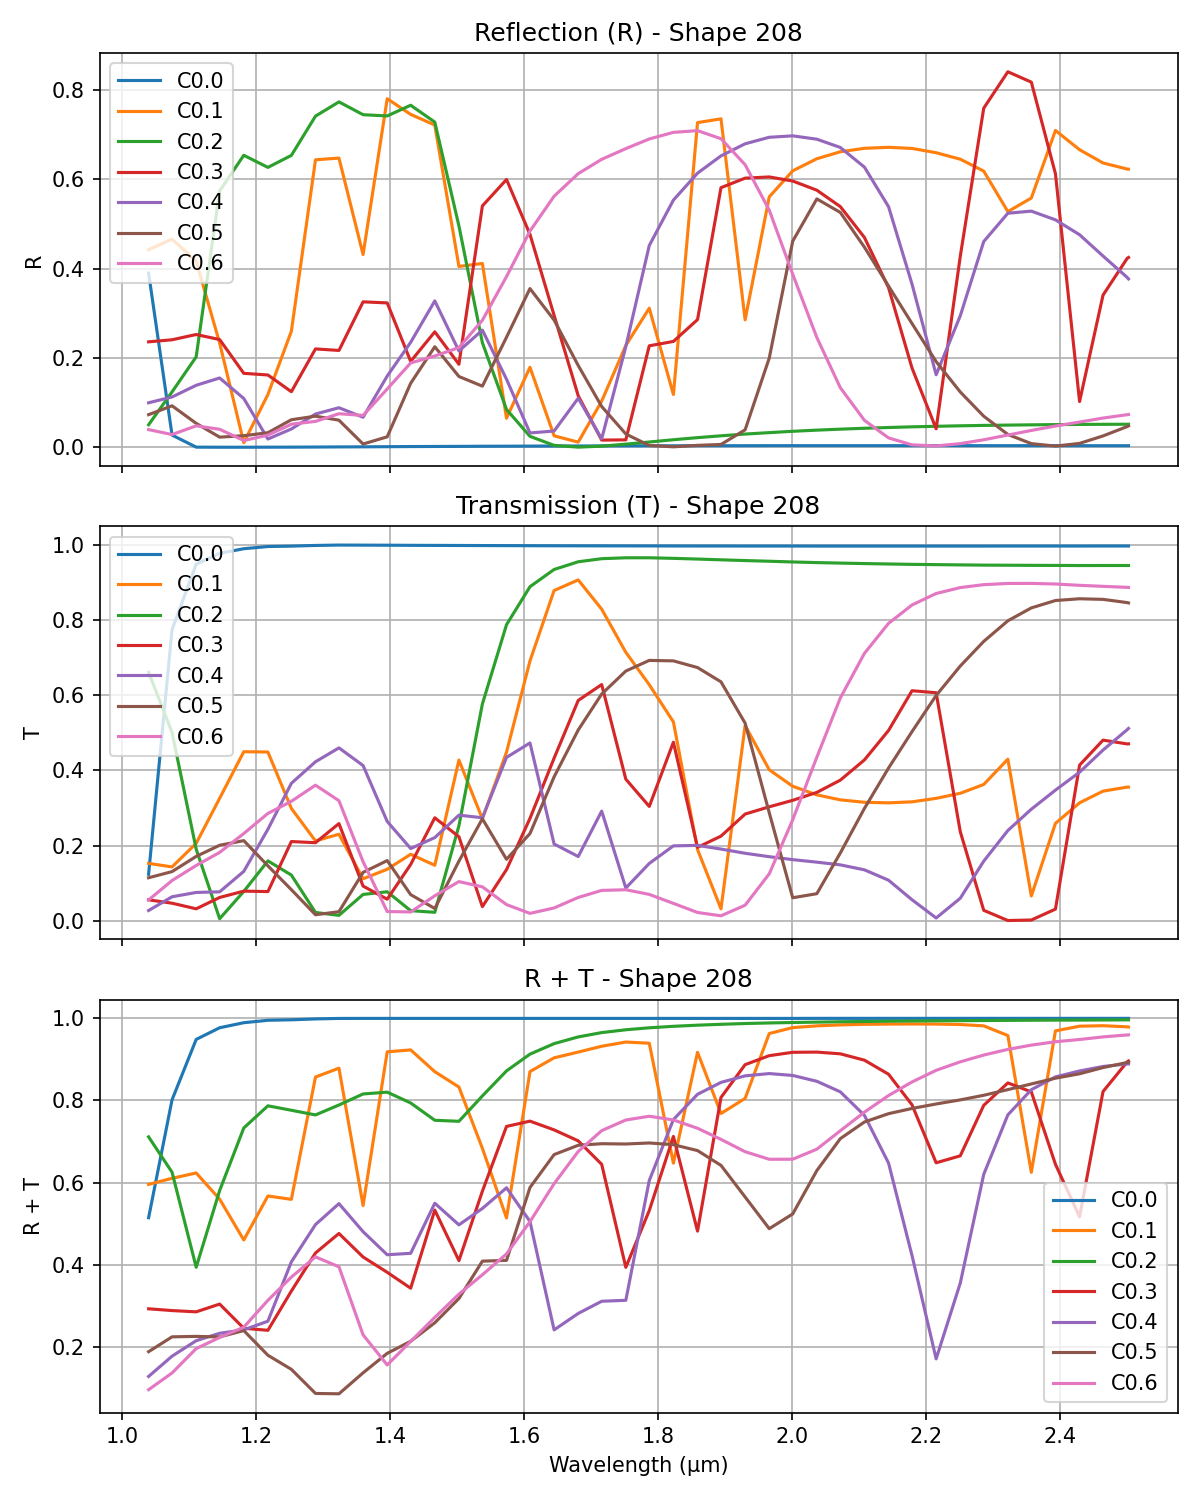 Reflection (R) - Shape 208
R
0.8
0.6
0.4
0.2
0.0
C0.0
C0.1
C0.2
C0.3
C0.4
C0.5
C0.6
Transmission (T) - Shape 208
T
1.0
0.8
0.6
0.4
0.2
0.0
C0.0
C0.1
C0.2
C0.3
C0.4
C0.5
C0.6
R + T - Shape 208
R + T
1.0
0.8
0.6
0.4
0.2
C0.0
C0.1
C0.2
C0.3
C0.4
C0.5
C0.6
1.0 1.2 1.4 1.6 1.8 2.0 2.2 2.4
Wavelength (μm)